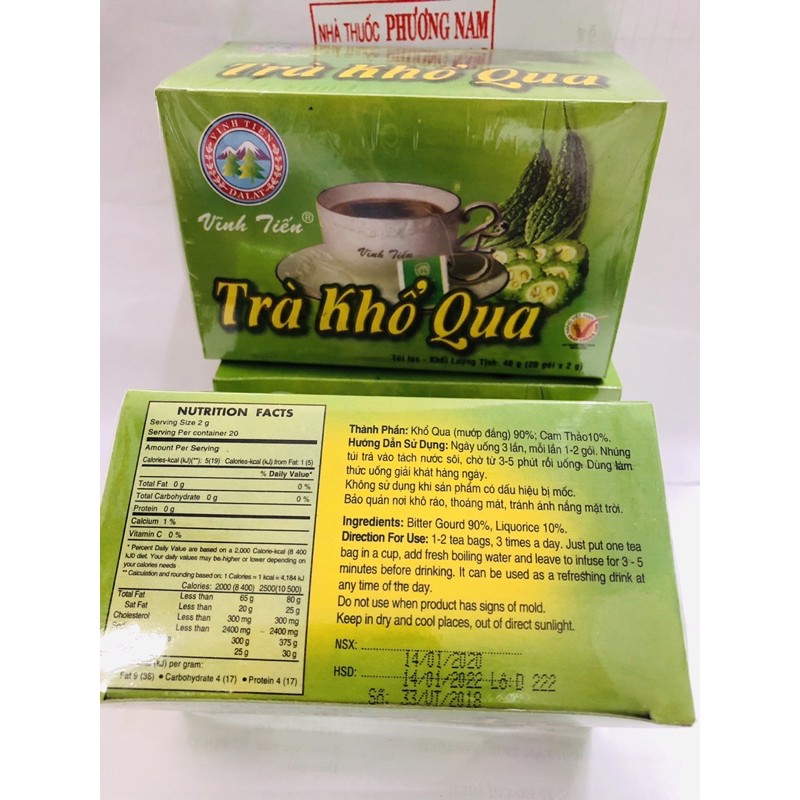 NHÀ THUỐC PHƯƠNG NAM
Trà Khổ Qua
VINH TIEN
DALAT
Vĩnh Tiến®
Vĩnh Tiến
Trà Khổ Qua
Túi lọc - Khối Lượng Tịnh: 40 g (20 gói x 2 g)
NUTRITION FACTS
Serving Size 2 g
Serving Per container 20
Amount Per Serving
Calories-kcal (kJ)(**): 5(19) Calories-kcal (kJ) from Fat: 1 (5)
% Daily Value*
Total Fat 0 g 0 %
Total Carbohydrate 0 g 0 %
Protein 0 g
Calcium 1 %
Vitamin C 0 %
* Percent Daily Value are based on a 2,000 Calorie-kcal (8 400
kJ) diet. Your daily values may be higher or lower depending on
your calories needs
** Calculation and rounding based on: 1 Calories = 1 kcal = 4,184 kJ
Calories: 2000 (8 400) 2500(10 500)
Total Fat Less than 65 g 80 g
Sat Fat Less than 20 g 25 g
Cholesterol Less than 300 mg 300 mg
Less than 2400 mg 2400 mg
300 g 375 g
25 g 30 g
(kJ) per gram:
Fat 9 (38) • Carbohydrate 4 (17) • Protein 4 (17)
Thành Phần: Khổ Qua (mướp đắng) 90%; Cam Thảo10%.
Hướng Dẫn Sử Dụng: Ngày uống 3 lần, mỗi lần 1-2 gói. Nhúng
túi trà vào tách nước sôi, chờ từ 3-5 phút rồi uống. Dùng làm
thức uống giải khát hàng ngày.
Không sử dụng khi sản phẩm có dấu hiệu bị mốc.
Bảo quản nơi khô ráo, thoáng mát, tránh ánh nắng mặt trời.
Ingredients: Bitter Gourd 90%, Liquorice 10%.
Direction For Use: 1-2 tea bags, 3 times a day. Just put one tea
bag in a cup, add fresh boiling water and leave to infuse for 3 - 5
minutes before drinking. It can be used as a refreshing drink at
any time of the day.
Do not use when product has signs of mold.
Keep in dry and cool places, out of direct sunlight.
NSX: 14/01/2020
HSD: 14/01/2022 Lô:D 222
Số: 33/VT/2018